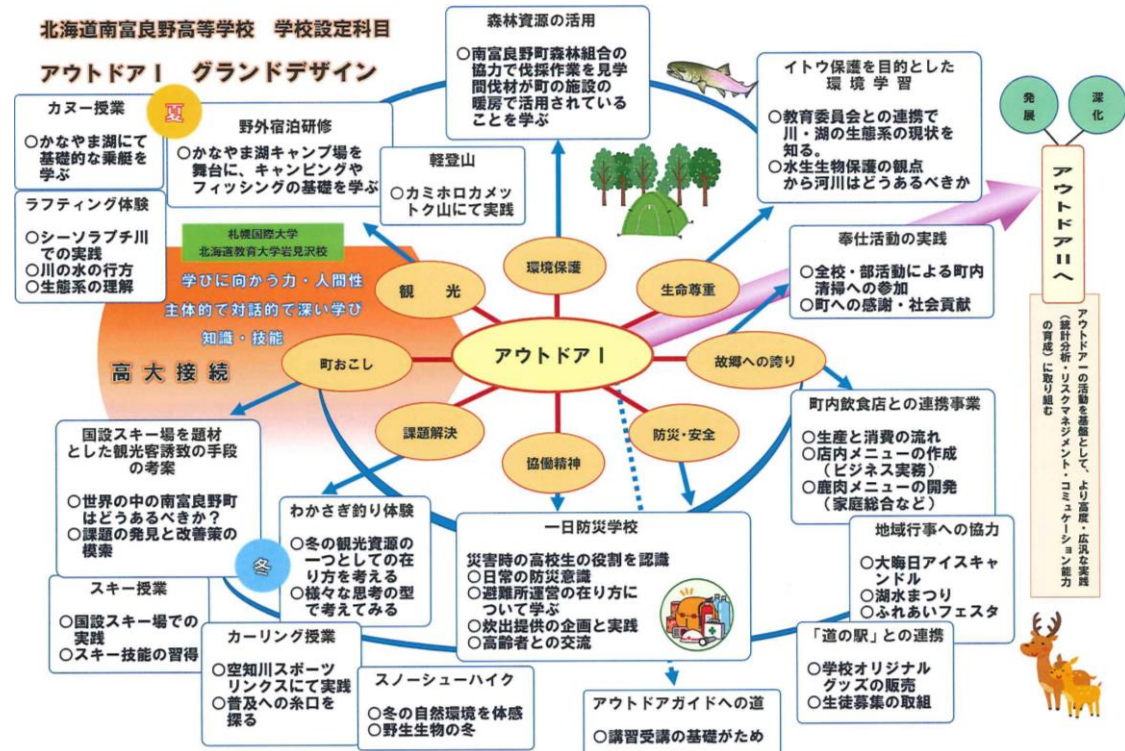 北海道南富良野高等学校 学校設定科目
アウトドアⅠ グランドデザイン
カヌー授業
○かなやま湖にて
基礎的な乗艇を
学ぶ
夏
野外宿泊研修
○かなやま湖キャンプ場を
舞台に、キャンピングや
フィッシングの基礎を学ぶ
軽登山
○カミホロカメッ
トク山にて実践
森林資源の活用
○南富良野町森林組合の
協力で伐採作業を見学
間伐材が町の施設の
暖房で活用されている
ことを学ぶ
イトウ保護を目的とした
環境学習
○教育委員会との連携で
川・湖の生態系の現状を
知る。
○水生生物保護の観点
から河川はどうあるべきか
発展
深化
アウトドアⅡへ
アウトドアⅠの活動を基盤として、より高度・広汎な実践
(統計分析・リスクマネジメント・コミュケーション能力
の育成)に取り組む
ラフティング体験
○シーソラプチ川
での実践
○川の水の行方
○生態系の理解
札幌国際大学
北海道教育大学岩見沢校
学びに向かう力・人間性
主体的で対話的で深い学び
知識・技能
高大接続
観光
環境保護
生命尊重
町おこし
アウトドアⅠ
故郷への誇り
課題解決
協働精神
防災・安全
奉仕活動の実践
○全校・部活動による町内
清掃への参加
○町への感謝・社会貢献
町内飲食店との連携事業
○生産と消費の流れ
○店内メニューの作成
(ビジネス実務)
○鹿肉メニューの開発
(家庭総合など)
国設スキー場を題材
とした観光客誘致の手段
の考案
○世界の中の南富良野町
はどうあるべきか?
○課題の発見と改善策の
模索
冬
わかさぎ釣り体験
○冬の観光資源の
一つとしての在
り方を考える
○様々な思考の型
で考えてみる
一日防災学校
災害時の高校生の役割を認識
○日常の防災意識
○避難所運営の在り方に
ついて学ぶ
○炊出提供の企画と実践
○高齢者との交流
地域行事への協力
○大晦日アイスキャ
ンドル
○湖水まつり
○ふれあいフェスタ
スキー授業
○国設スキー場での
実践
○スキー技能の習得
カーリング授業
○空知川スポーツ
リンクスにて実践
○普及への糸口を
探る
スノーシューハイク
○冬の自然環境を体感
○野生生物の冬
アウトドアガイドへの道
○講習受講の基礎がため
「道の駅」との連携
○学校オリジナル
グッズの販売
○生徒募集の取組